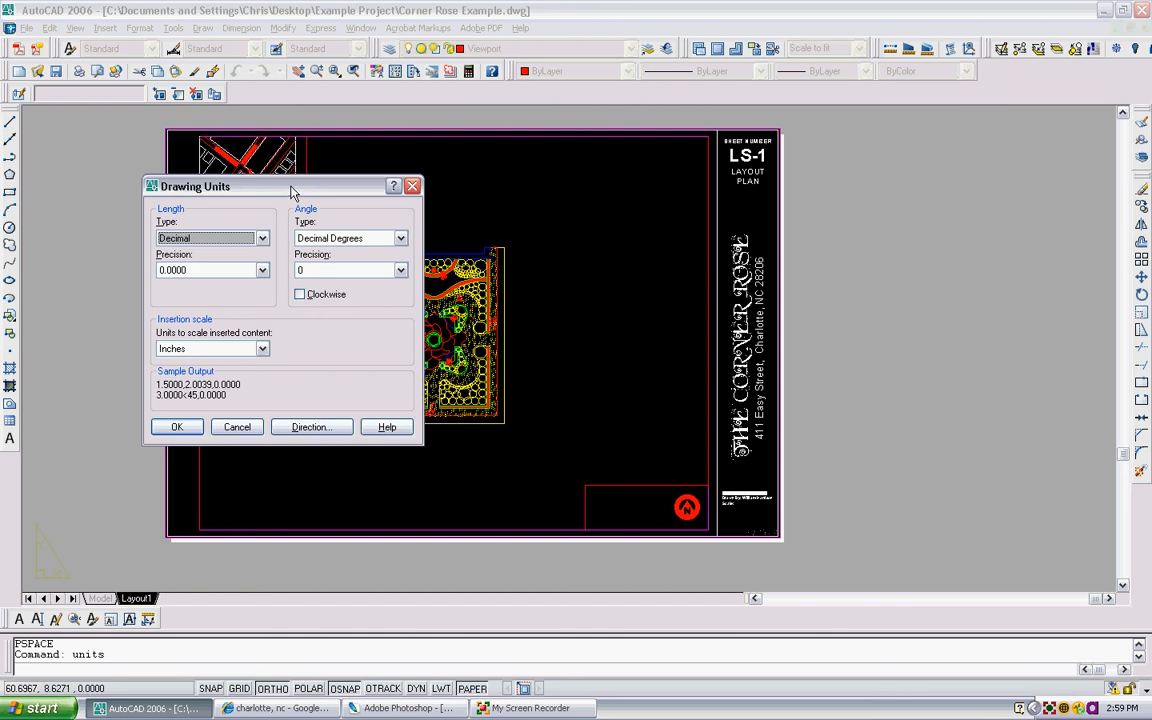 AutoCAD 2006 - [C:\Documents and Settings\Chris\Desktop\Example Project\Corner Rose Example.dwg]
File Edit View Insert Format Tools Draw Dimension Modify Express Window Acrobat Markups Adobe PDF Help
Standard Standard Standard Viewport Scale to fit
ByLayer ByLayer ByLayer ByColor
SHEET NUMBER
LS-1
LAYOUT
PLAN
THE CORNER ROSE
411 Easy Street, Charlotte, NC 28206
Drawing Units
Length
Angle
Type:
Type:
Decimal
Decimal Degrees
Precision:
Precision:
0.0000
0
Clockwise
Insertion scale
Units to scale inserted content:
Inches
Sample Output
1.5000,2.0039,0.0000
3.0000<45,0.0000
OK Cancel Direction... Help
N
Model Layout1
PSPACE
Command: units
60.6967, 8.6271 , 0.0000 SNAP GRID ORTHO POLAR OSNAP OTRACK DYN LWT PAPER
start AutoCAD 2006 - [C:\... charlotte, nc - Google... Adobe Photoshop - [... My Screen Recorder 2:59 PM